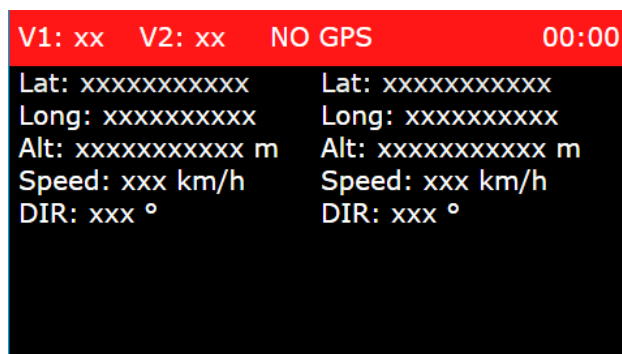 V1: xx V2: xx NO GPS 00:00
Lat: xxxxxxxxxxx Lat: xxxxxxxxxxx
Long: xxxxxxxxxx Long: xxxxxxxxxx
Alt: xxxxxxxxxxx m Alt: xxxxxxxxxxx m
Speed: xxx km/h Speed: xxx km/h
DIR: xxx ° DIR: xxx °